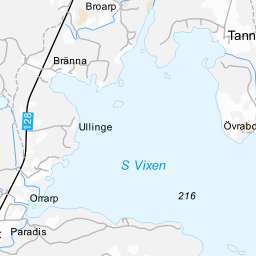 Broarp
Tann
Bränna
128
Ullinge
Övrabo
S Vixen
216
Orrarp
Paradis